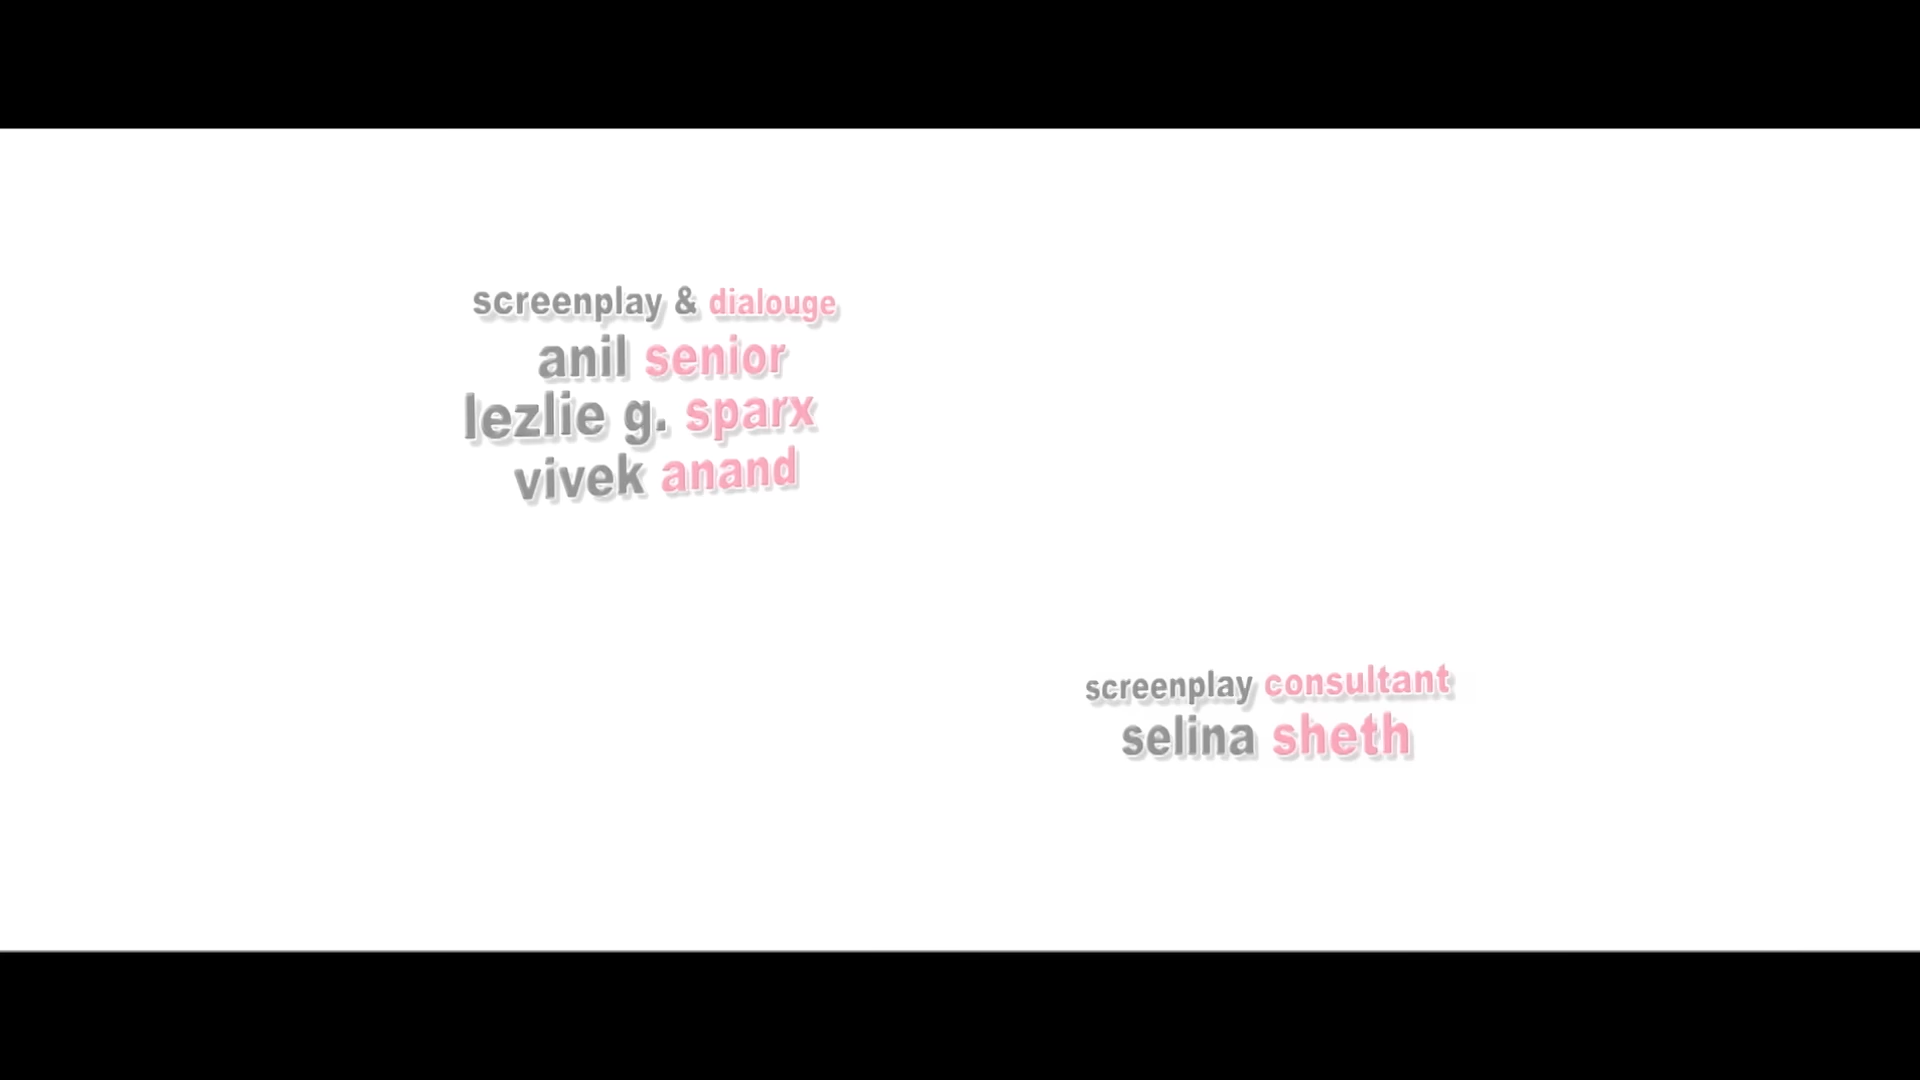 screenplay & dialouge
anil senior
lezlie g. sparx
vivek anand
screenplay consultant
selina sheth